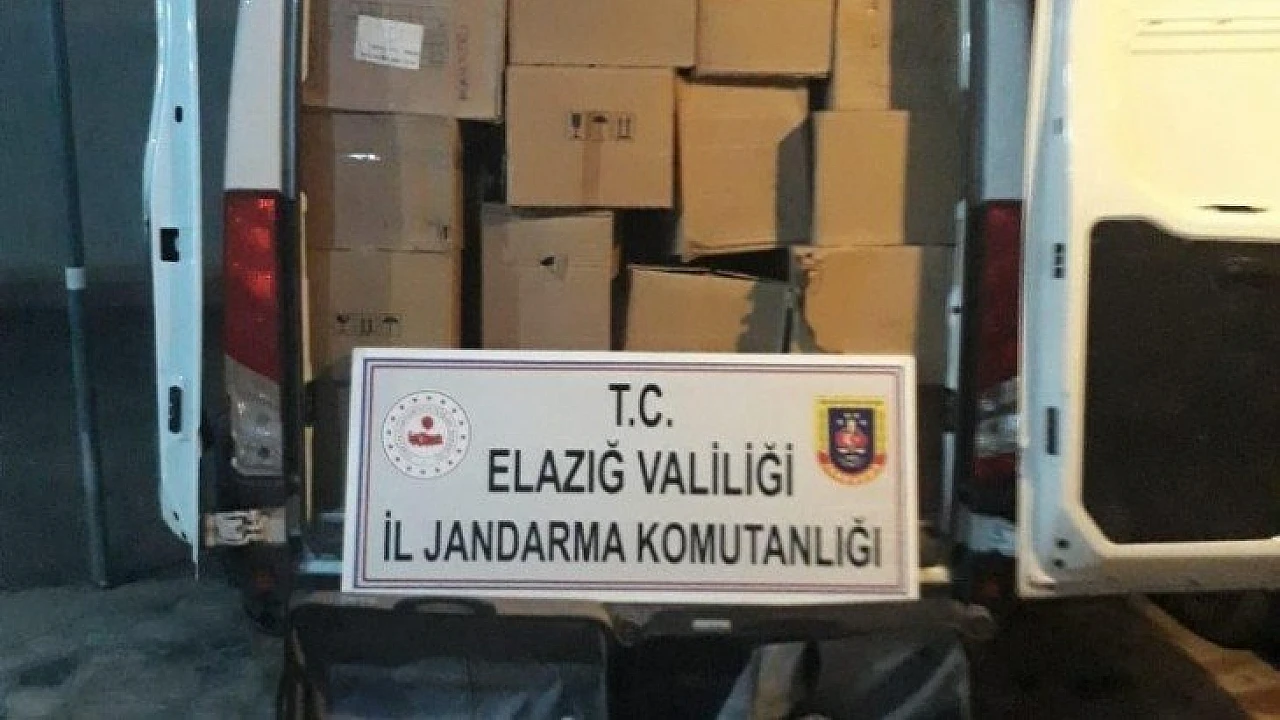 T.C.
ELAZIĞ VALİLİĞİ
İL JANDARMA KOMUTANLIĞI